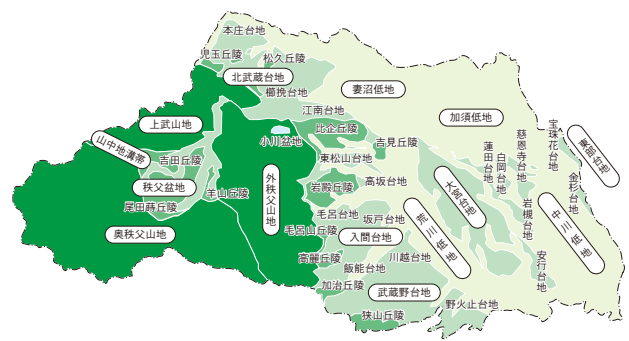 本庄台地
児玉丘陵
松久丘陵
北武蔵台地
櫛挽台地
妻沼低地
江南台地
加須低地
上武山地
比企丘陵
小川盆地
吉見丘陵
山中地溝帯
吉田丘陵
東松山台地
秩父盆地
羊山丘陵
外秩父山地
岩殿丘陵
高坂台地
尾田蒔丘陵
奥秩父山地
毛呂台地
坂戸台地
毛呂山丘陵
入間台地
高麗丘陵
飯能台地
川越台地
加治丘陵
武蔵野台地
狭山丘陵
野火止台地
荒川低地
大宮台地
蓮田台地
白岡台地
慈恩寺台地
宝珠花台地
東部台地
金杉台地
岩槻台地
中川低地
安行台地